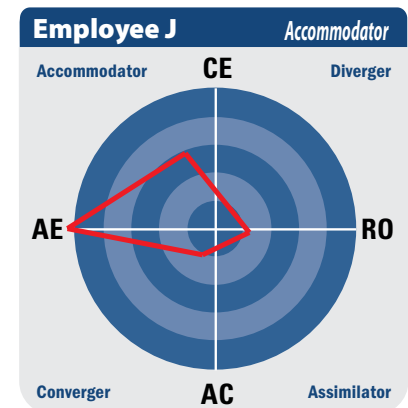 Employee J Accommodator
Accommodator CE Diverger
AE RO
Converger AC Assimilator